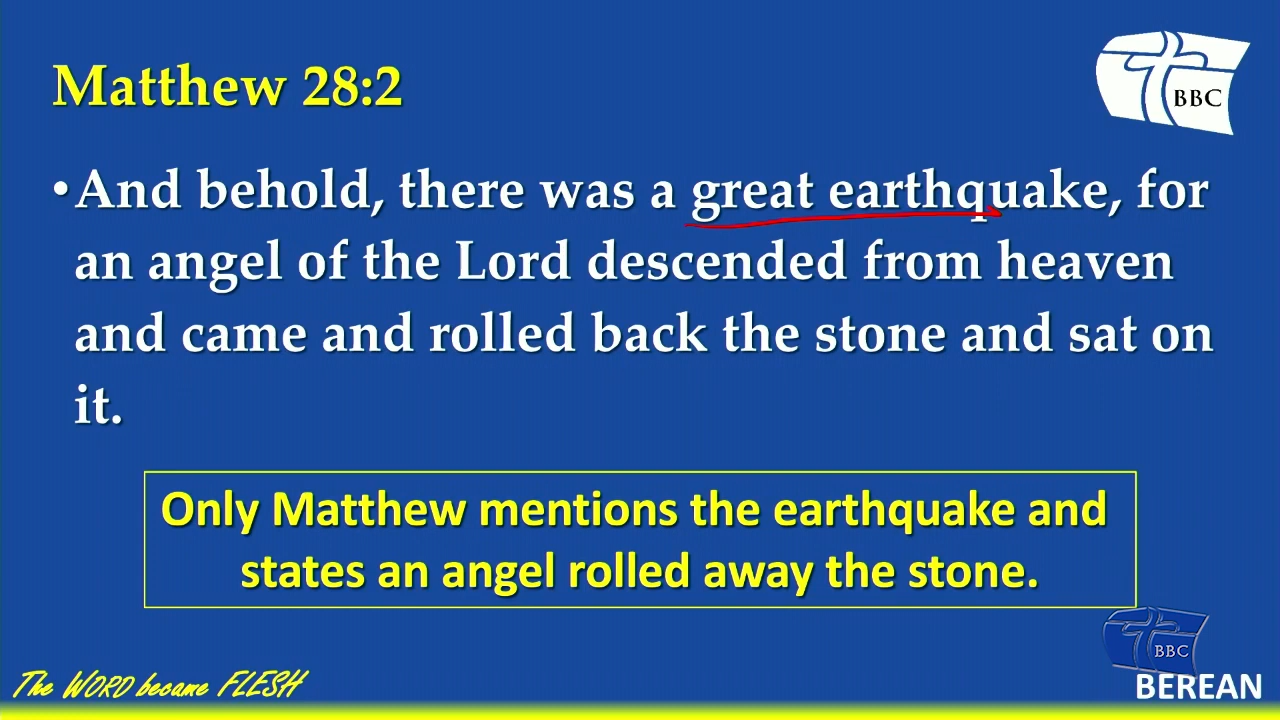 Matthew 28:2
BBC
•And behold, there was a great earthquake, for
an angel of the Lord descended from heaven
and came and rolled back the stone and sat on
it.
Only Matthew mentions the earthquake and
states an angel rolled away the stone.
BBC
The WORD became FLESH
BEREAN